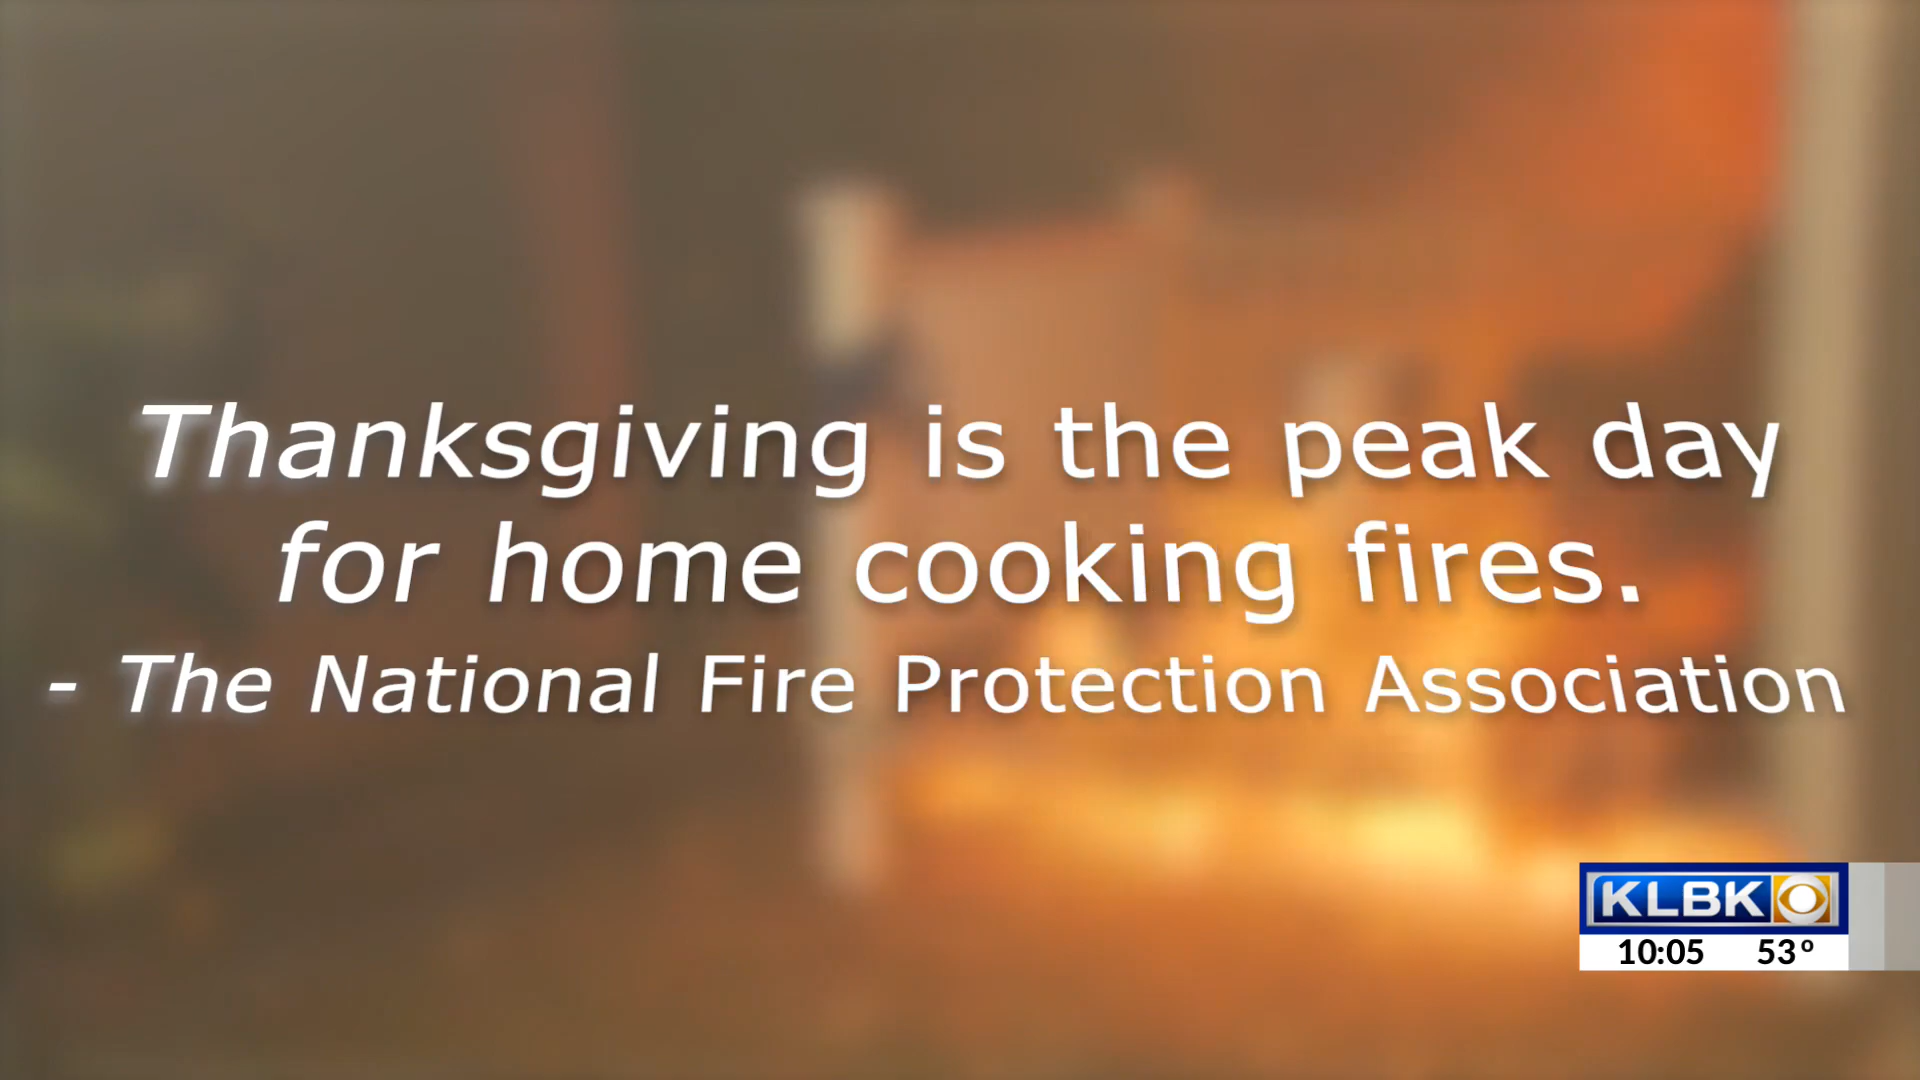 Thanksgiving is the peak day
for home cooking fires.
- The National Fire Protection Association
KLBK
10:05 53°